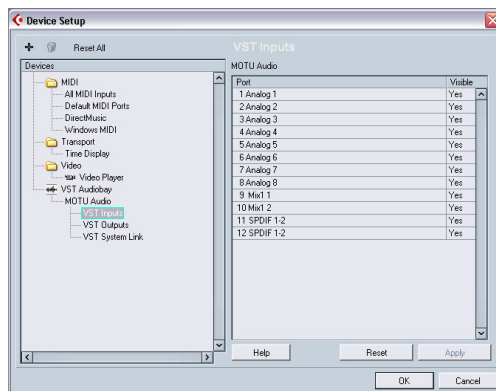 Device Setup
Reset All
VST Inputs
Devices
MIDI
All MIDI Inputs
Default MIDI Ports
DirectMusic
Windows MIDI
Transport
Time Display
Video
Video Player
VST Audiobay
MOTU Audio
VST Inputs
VST Outputs
VST System Link
MOTU Audio
Port Visible
1 Analog 1 Yes
2 Analog 2 Yes
3 Analog 3 Yes
4 Analog 4 Yes
5 Analog 5 Yes
6 Analog 6 Yes
7 Analog 7 Yes
8 Analog 8 Yes
9 Mix1 1 Yes
10 Mix1 2 Yes
11 SPDIF 1-2 Yes
12 SPDIF 1-2 Yes
Help Reset Apply
OK Cancel